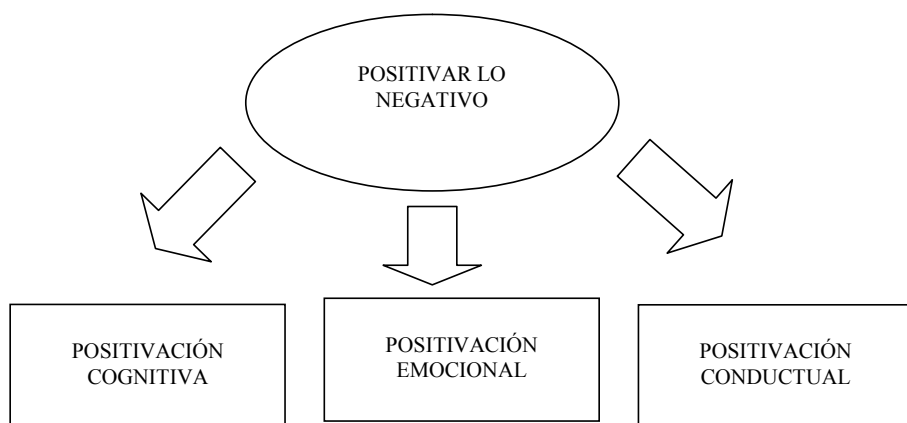 POSITIVAR LO
NEGATIVO
POSITIVACIÓN
COGNITIVA
POSITIVACIÓN
EMOCIONAL
POSITIVACIÓN
CONDUCTUAL